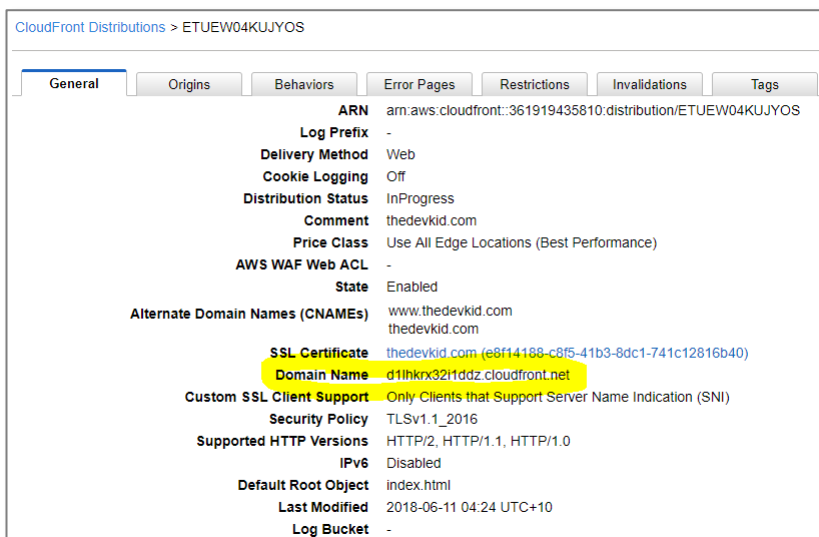 CloudFront Distributions > ETUEW04KUJYOS
General Origins Behaviors Error Pages Restrictions Invalidations Tags
ARN arn:aws:cloudfront::361919435810:distribution/ETUEW04KUJYOS
Log Prefix -
Delivery Method Web
Cookie Logging Off
Distribution Status InProgress
Comment thedevkid.com
Price Class Use All Edge Locations (Best Performance)
AWS WAF Web ACL -
State Enabled
Alternate Domain Names (CNAMEs) www.thedevkid.com
thedevkid.com
SSL Certificate thedevkid.com (e8f14188-c8f5-41b3-8dc1-741c12816b40)
Domain Name d1lhkrx32i1ddz.cloudfront.net
Custom SSL Client Support Only Clients that Support Server Name Indication (SNI)
Security Policy TLSv1.1_2016
Supported HTTP Versions HTTP/2, HTTP/1.1, HTTP/1.0
IPv6 Disabled
Default Root Object index.html
Last Modified 2018-06-11 04:24 UTC+10
Log Bucket -